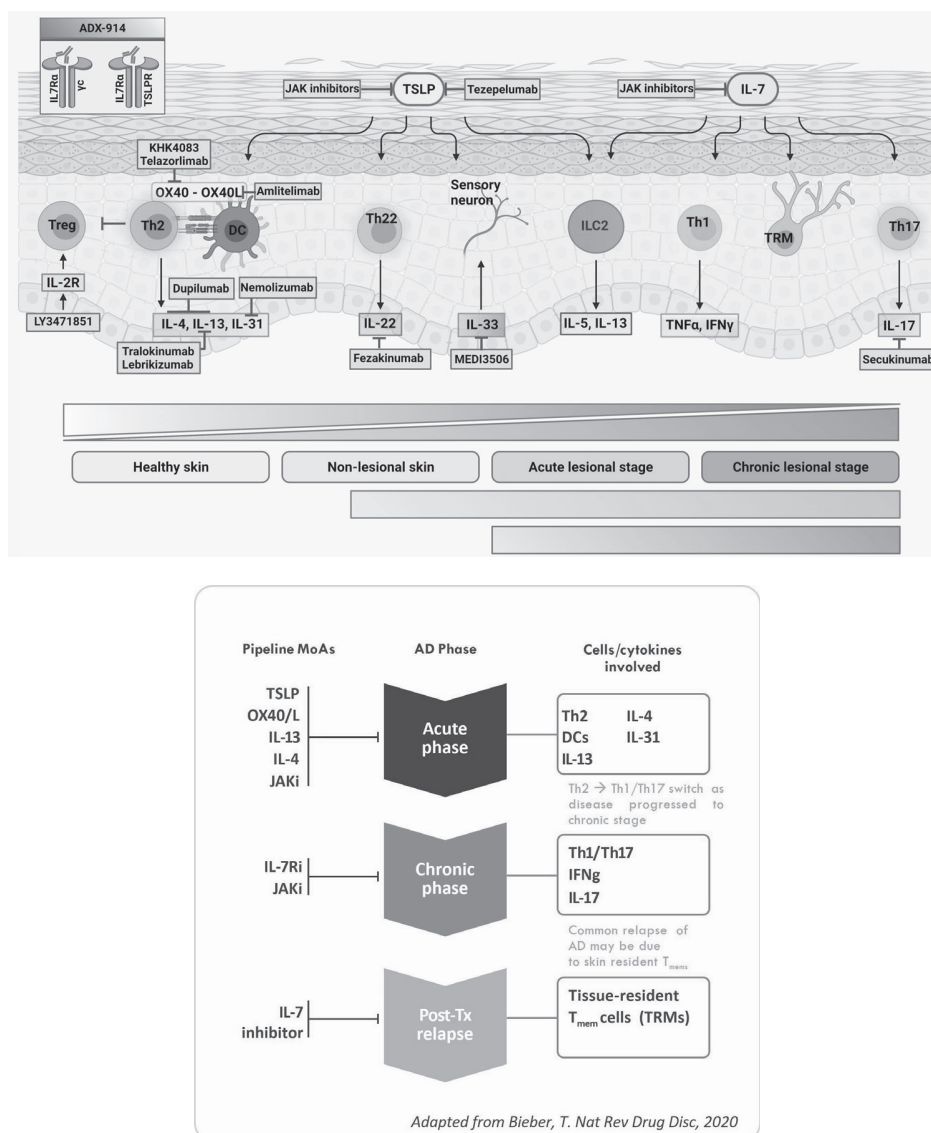 ADX-914
IL7Rα
γc
IL7Rα
TSLPR
JAK inhibitors
TSLP
Tezepelumab
JAK inhibitors
IL-7
KHK4083
Telazorlimab
OX40 - OX40L
Amlitelimab
Sensory
neuron
Treg
Th2
DC
Th22
ILC2
Th1
TRM
Th17
IL-2R
LY3471851
Dupilumab
Nemolizumab
IL-4, IL-13, IL-31
Tralokinumab
Lebrikizumab
IL-22
Fezakinumab
IL-33
MEDI3506
IL-5, IL-13
TNFα, IFNγ
IL-17
Secukinumab
Healthy skin
Non-lesional skin
Acute lesional stage
Chronic lesional stage
Pipeline MoAs
AD Phase
Cells/cytokines
involved
TSLP
OX40/L
IL-13
IL-4
JAKi
Acute
phase
Th2 IL-4
DCs IL-31
IL-13
Th2 → Th1/Th17 switch as
disease progressed to
chronic stage
IL-7Ri
JAKi
Chronic
phase
Th1/Th17
IFNg
IL-17
Common relapse of
AD may be due
to skin resident Tmems
IL-7
inhibitor
Post-Tx
relapse
Tissue-resident
Tmem cells (TRMs)
Adapted from Bieber, T. Nat Rev Drug Disc, 2020